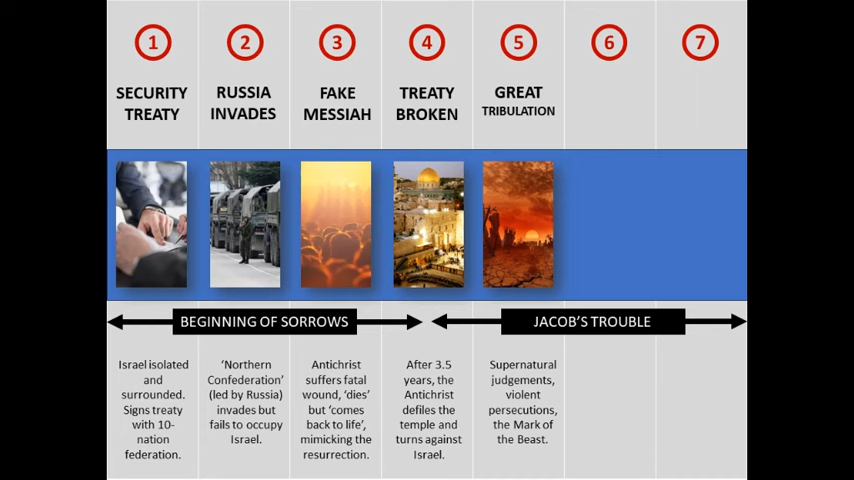 1
2
3
4
5
6
7
SECURITY
TREATY
RUSSIA
INVADES
FAKE
MESSIAH
TREATY
BROKEN
GREAT
TRIBULATION
BEGINNING OF SORROWS
JACOB'S TROUBLE
Israel isolated
and
surrounded.
Signs treaty
with 10-
nation
federation.
'Northern
Confederation'
(led by Russia)
invades but
fails to occupy
Israel.
Antichrist
suffers fatal
wound, 'dies'
but 'comes
back to life',
mimicking the
resurrection.
After 3.5
years, the
Antichrist
defiles the
temple and
turns against
Israel.
Supernatural
judgements,
violent
persecutions,
the Mark of
the Beast.